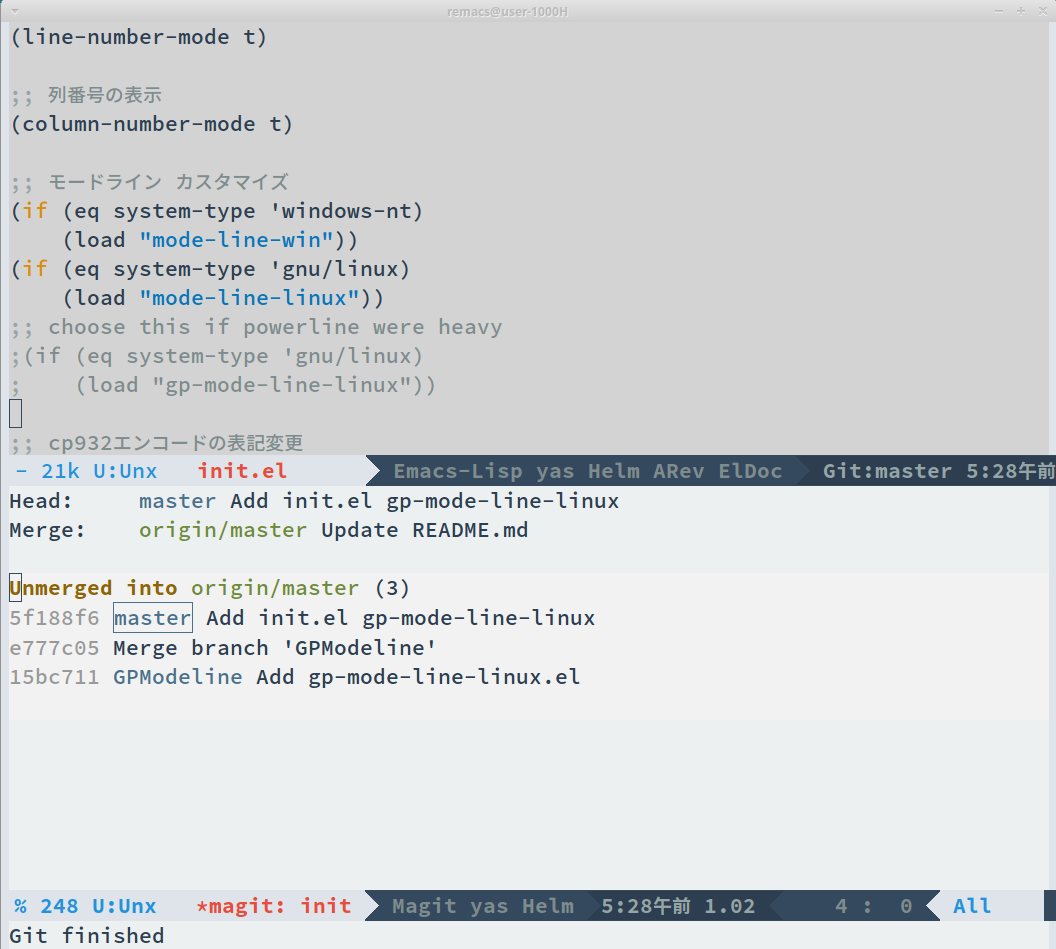 remacs@user-1000H
(line-number-mode t)
;; 列番号の表示
(column-number-mode t)
;; モードライン カスタマイズ
(if (eq system-type 'windows-nt)
(load "mode-line-win"))
(if (eq system-type 'gnu/linux)
(load "mode-line-linux"))
;; choose this if powerline were heavy
;(if (eq system-type 'gnu/linux)
;    (load "gp-mode-line-linux"))
;; cp932エンコードの表記変更
- 21k U:Unx init.el Emacs-Lisp yas Helm ARev ElDoc Git:master 5:28午前
Head: master Add init.el gp-mode-line-linux
Merge: origin/master Update README.md
Unmerged into origin/master (3)
5f188f6 master Add init.el gp-mode-line-linux
e777c05 Merge branch 'GPModeline'
15bc711 GPModeline Add gp-mode-line-linux.el
% 248 U:Unx *magit: init Magit yas Helm 5:28午前 1.02 4 : 0 All
Git finished